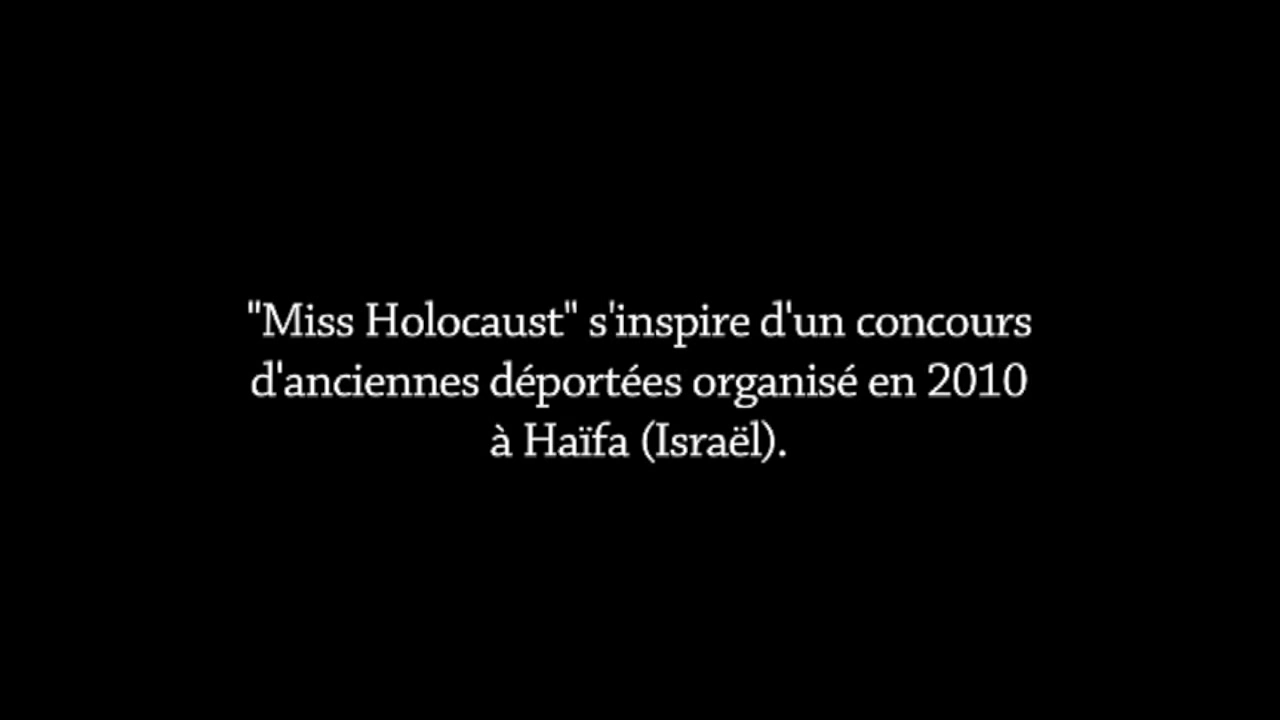 "Miss Holocaust" s'inspire d'un concours
d'anciennes déportées organisé en 2010
à Haïfa (Israël).